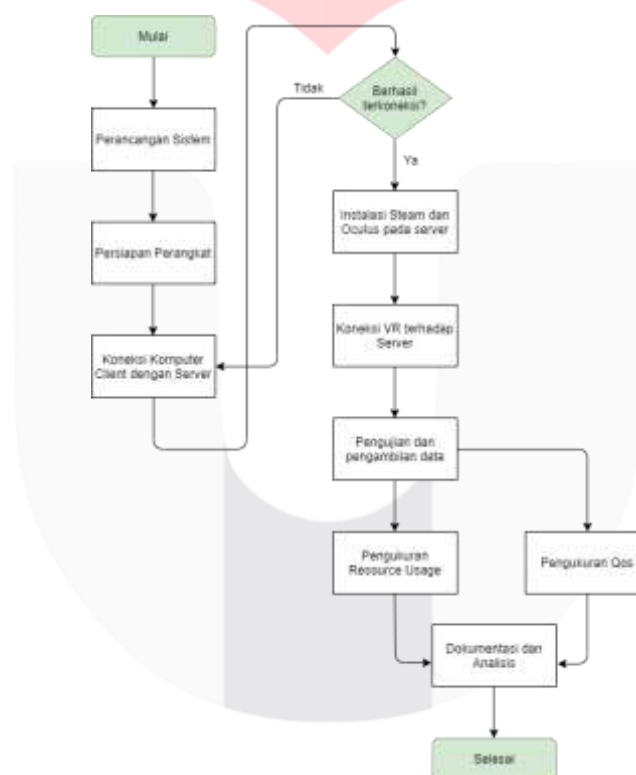 Mulai
Perancangan Sistem
Persiapan Perangkat
Koneksi Komputer
Client dengan Server
Berhasil
terkoneksi?
Tidak
Ya
Instalasi Steam dan
Oculus pada server
Koneksi VR terhadap
Server
Pengujian dan
pengambilan data
Pengukuran
Resource Usage
Pengukuran Qos
Dokumentasi dan
Analisis
Selesai